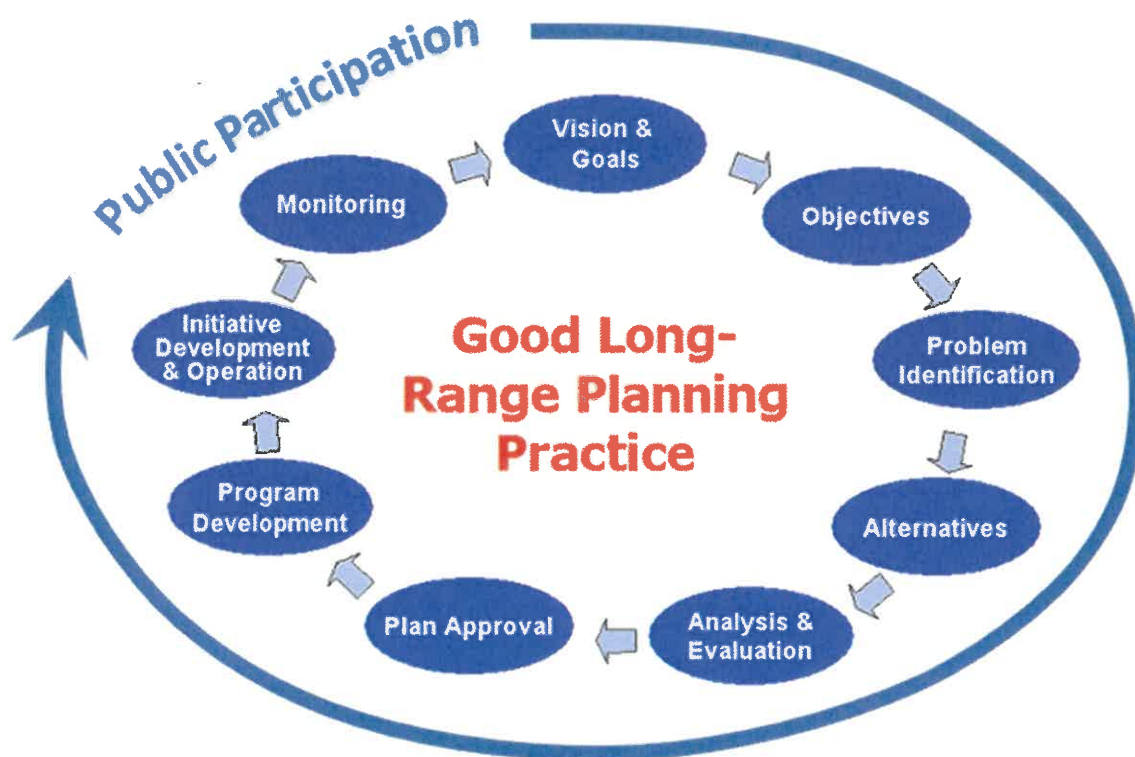 Public Participation
Vision &
Goals
Objectives
Problem
Identification
Alternatives
Analysis &
Evaluation
Plan Approval
Program
Development
Initiative
Development
& Operation
Monitoring
Good Long-
Range Planning
Practice